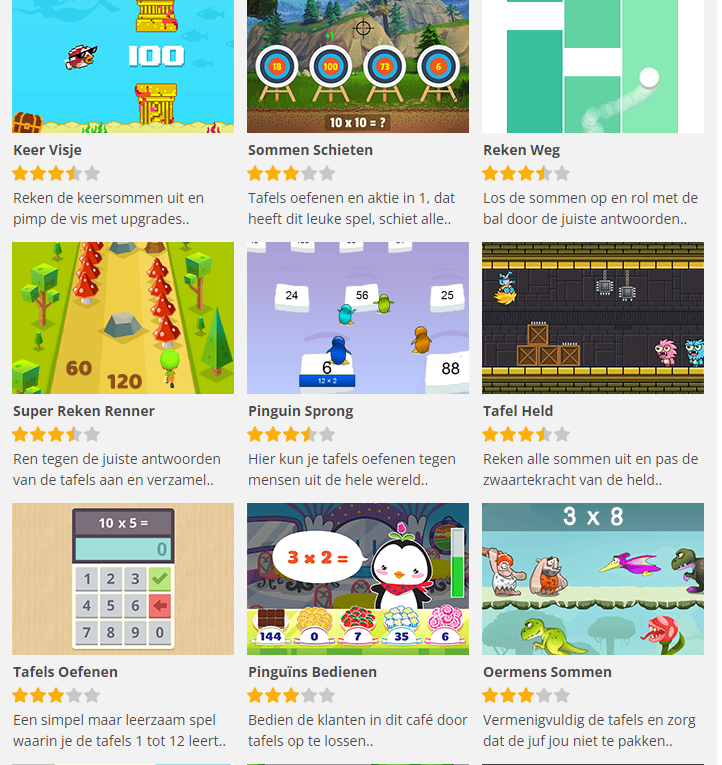 100
18 100 73 6
10 x 10 = ?
Keer Visje
Sommen Schieten
Reken Weg
Reken de keersommen uit en
pimp de vis met upgrades..
Tafels oefenen en aktie in 1, dat
heeft dit leuke spel, schiet alle..
Los de sommen op en rol met de
bal door de juiste antwoorden..
60
120
24 56 25
6
12 × 2
88
Super Reken Renner
Pinguin Sprong
Tafel Held
Ren tegen de juiste antwoorden
van de tafels aan en verzamel..
Hier kun je tafels oefenen tegen
mensen uit de hele wereld..
Reken alle sommen uit en pas de
zwaartekracht van de held..
10 x 5 =
0
1 2 3
4 5 6
7 8 9 0
3 × 2 =
144 0 7 35 6
3 x 8
Tafels Oefenen
Pinguïns Bedienen
Oermens Sommen
Een simpel maar leerzaam spel
waarin je de tafels 1 tot 12 leert..
Bedien de klanten in dit café door
tafels op te lossen..
Vermenigvuldig de tafels en zorg
dat de juf jou niet te pakken..